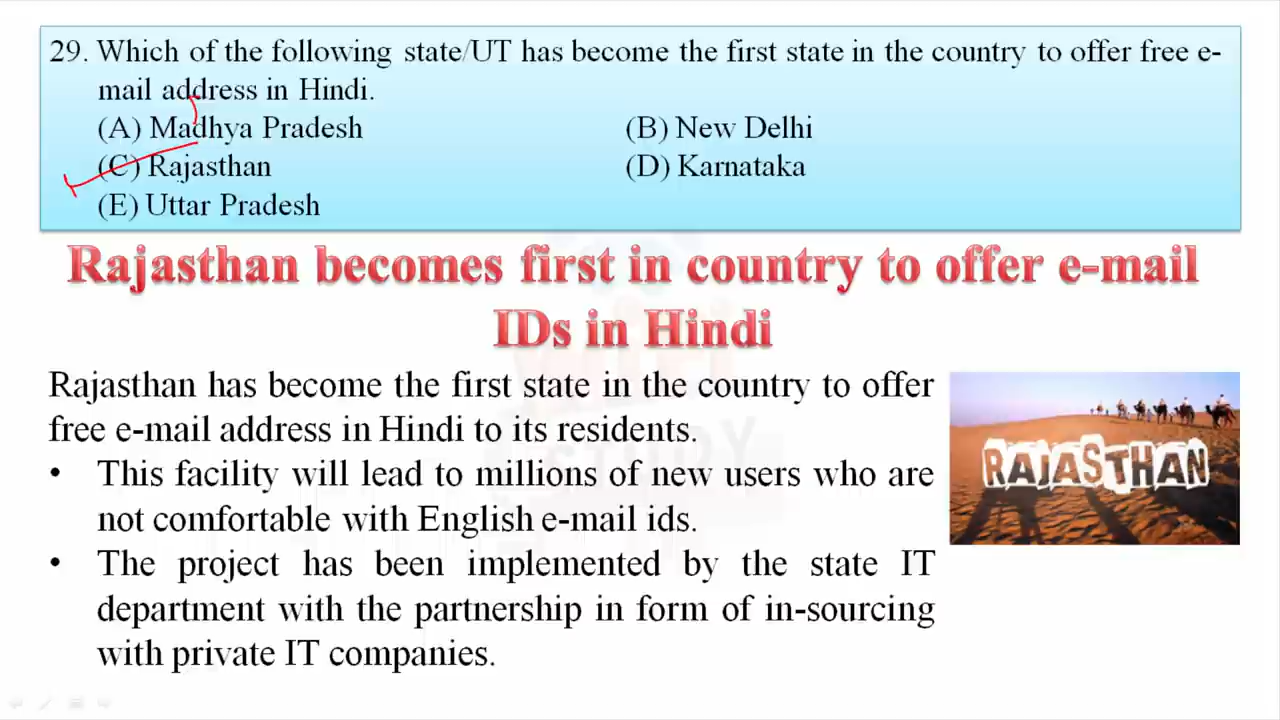 29. Which of the following state/UT has become the first state in the country to offer free e-
mail address in Hindi.
(A) Madhya Pradesh (B) New Delhi
(C) Rajasthan (D) Karnataka
(E) Uttar Pradesh
Rajasthan becomes first in country to offer e-mail
IDs in Hindi
Rajasthan has become the first state in the country to offer
free e-mail address in Hindi to its residents.
• This facility will lead to millions of new users who are
not comfortable with English e-mail ids.
• The project has been implemented by the state IT
department with the partnership in form of in-sourcing
with private IT companies.
RAJASTHAN